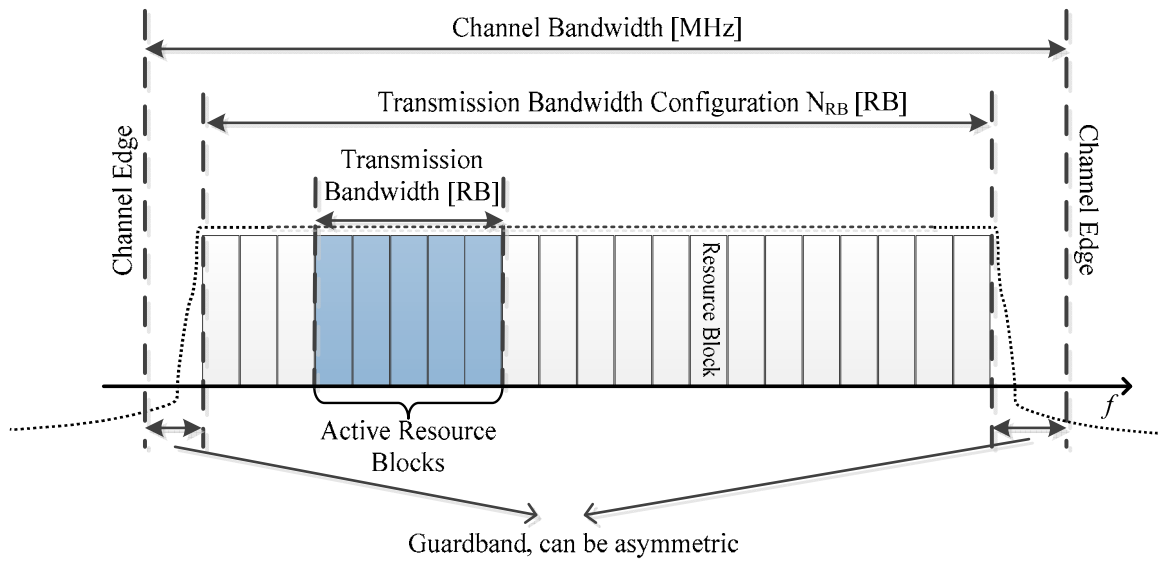 Channel Bandwidth [MHz]
Transmission Bandwidth Configuration N_RB [RB]
Channel Edge
Transmission
Bandwidth [RB]
Channel Edge
Resource Block
f
Active Resource
Blocks
Guardband, can be asymmetric